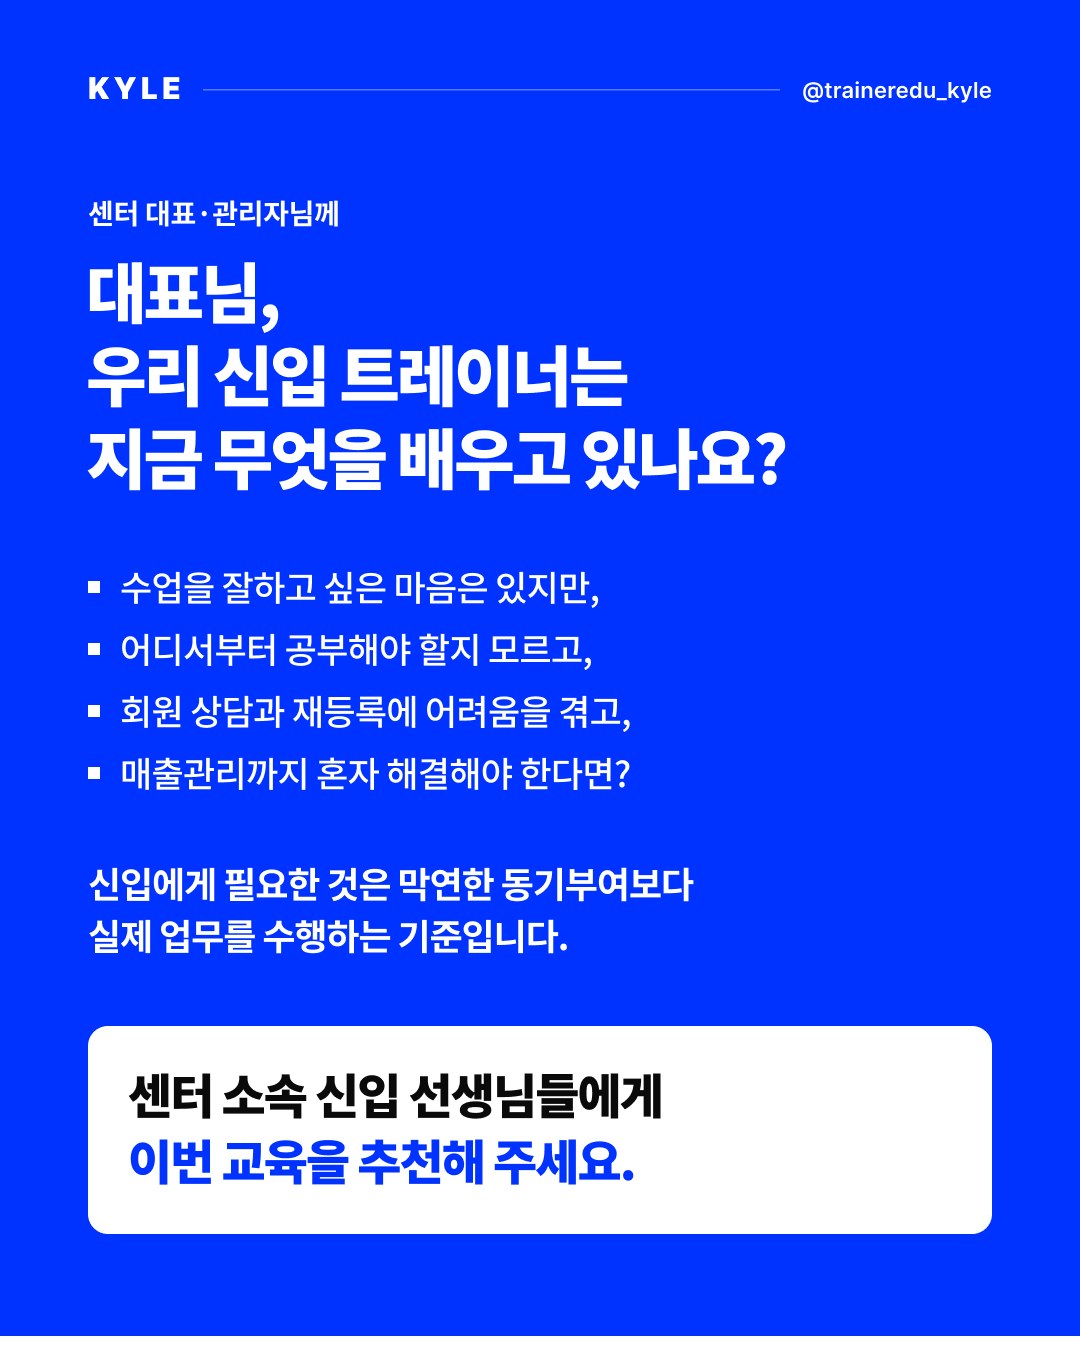 KYLE
@traineredu_kyle
센터 대표·관리자님께
대표님,
우리 신입 트레이너는
지금 무엇을 배우고 있나요?
수업을 잘하고 싶은 마음은 있지만,
어디서부터 공부해야 할지 모르고,
회원 상담과 재등록에 어려움을 겪고,
매출관리까지 혼자 해결해야 한다면?
신입에게 필요한 것은 막연한 동기부여보다
실제 업무를 수행하는 기준입니다.
센터 소속 신입 선생님들에게
이번 교육을 추천해 주세요.